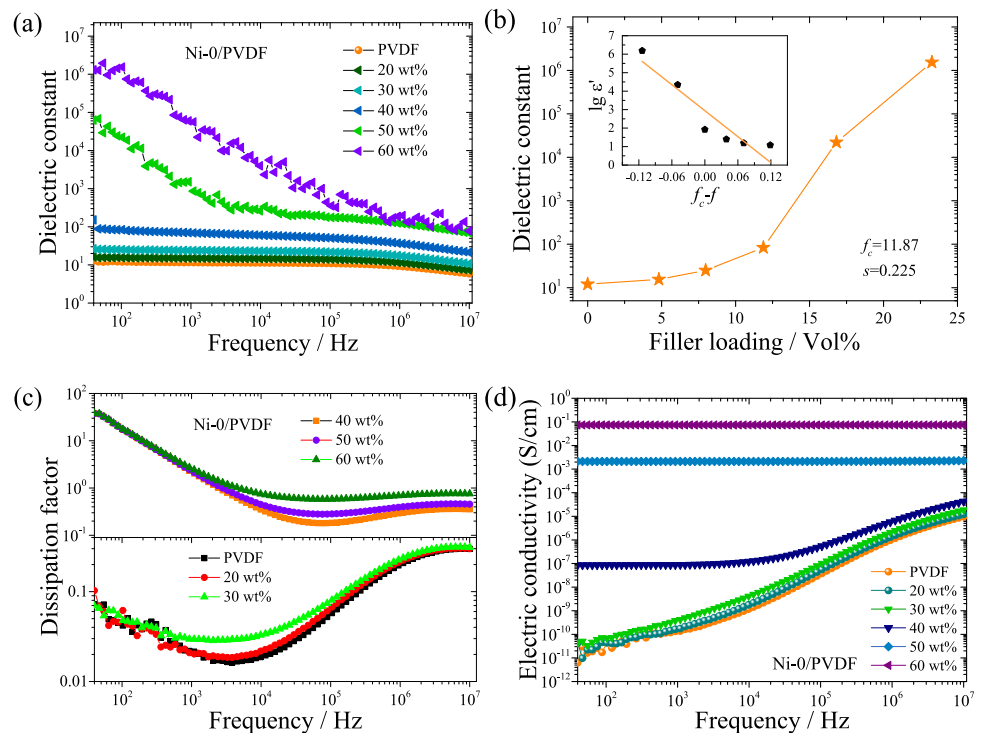 (a)
Ni-0/PVDF
PVDF
20 wt%
30 wt%
40 wt%
50 wt%
60 wt%
10^7
10^6
10^5
10^4
10^3
10^2
10^1
10^0
Dielectric constant
10^2 10^3 10^4 10^5 10^6 10^7
Frequency / Hz
(b)
10^7
10^6
10^5
10^4
10^3
10^2
10^1
Dielectric constant
7
6
5
4
3
2
1
0
lg ε'
-0.12 -0.06 0.00 0.06 0.12
f_c-f
f_c=11.87
s=0.225
0 5 10 15 20 25
Filler loading / Vol%
(c)
Ni-0/PVDF
40 wt%
50 wt%
60 wt%
10^2
10^1
10^0
10^-1
PVDF
20 wt%
30 wt%
0.1
0.01
Dissipation factor
10^2 10^3 10^4 10^5 10^6 10^7
Frequency / Hz
(d)
10^0
10^-1
10^-2
10^-3
10^-4
10^-5
10^-6
10^-7
10^-8
10^-9
10^-10
10^-11
10^-12
Electric conductivity (S/cm)
PVDF
20 wt%
30 wt%
40 wt%
50 wt%
60 wt%
Ni-0/PVDF
10^2 10^3 10^4 10^5 10^6 10^7
Frequency / Hz